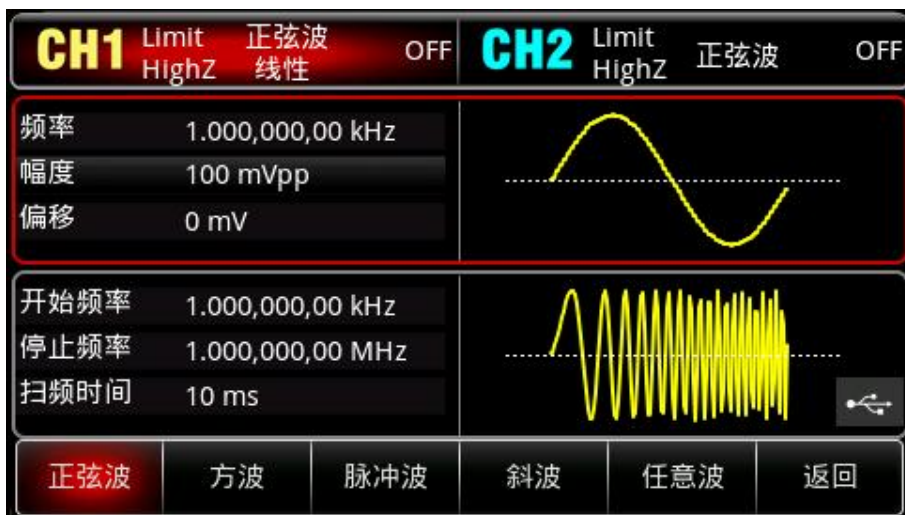 CH1 Limit 正弦波 OFF CH2 Limit 正弦波 OFF
HighZ 线性 HighZ
频率 1.000,000,00 kHz
幅度 100 mVpp
偏移 0 mV
开始频率 1.000,000,00 kHz
停止频率 1.000,000,00 MHz
扫频时间 10 ms
正弦波 方波 脉冲波 斜波 任意波 返回